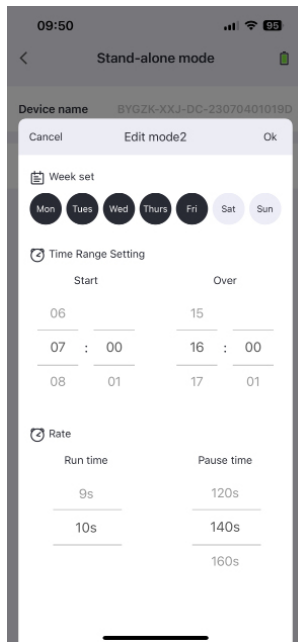 09:50 95
Stand-alone mode
Device name BYGZK-XXJ-DC-23070401019D
Cancel Edit mode2 Ok
Week set
Mon Tues Wed Thurs Fri Sat Sun
Time Range Setting
Start Over
06 15
07 : 00 16 : 00
08 01 17 01
Rate
Run time Pause time
9s 120s
10s 140s
160s